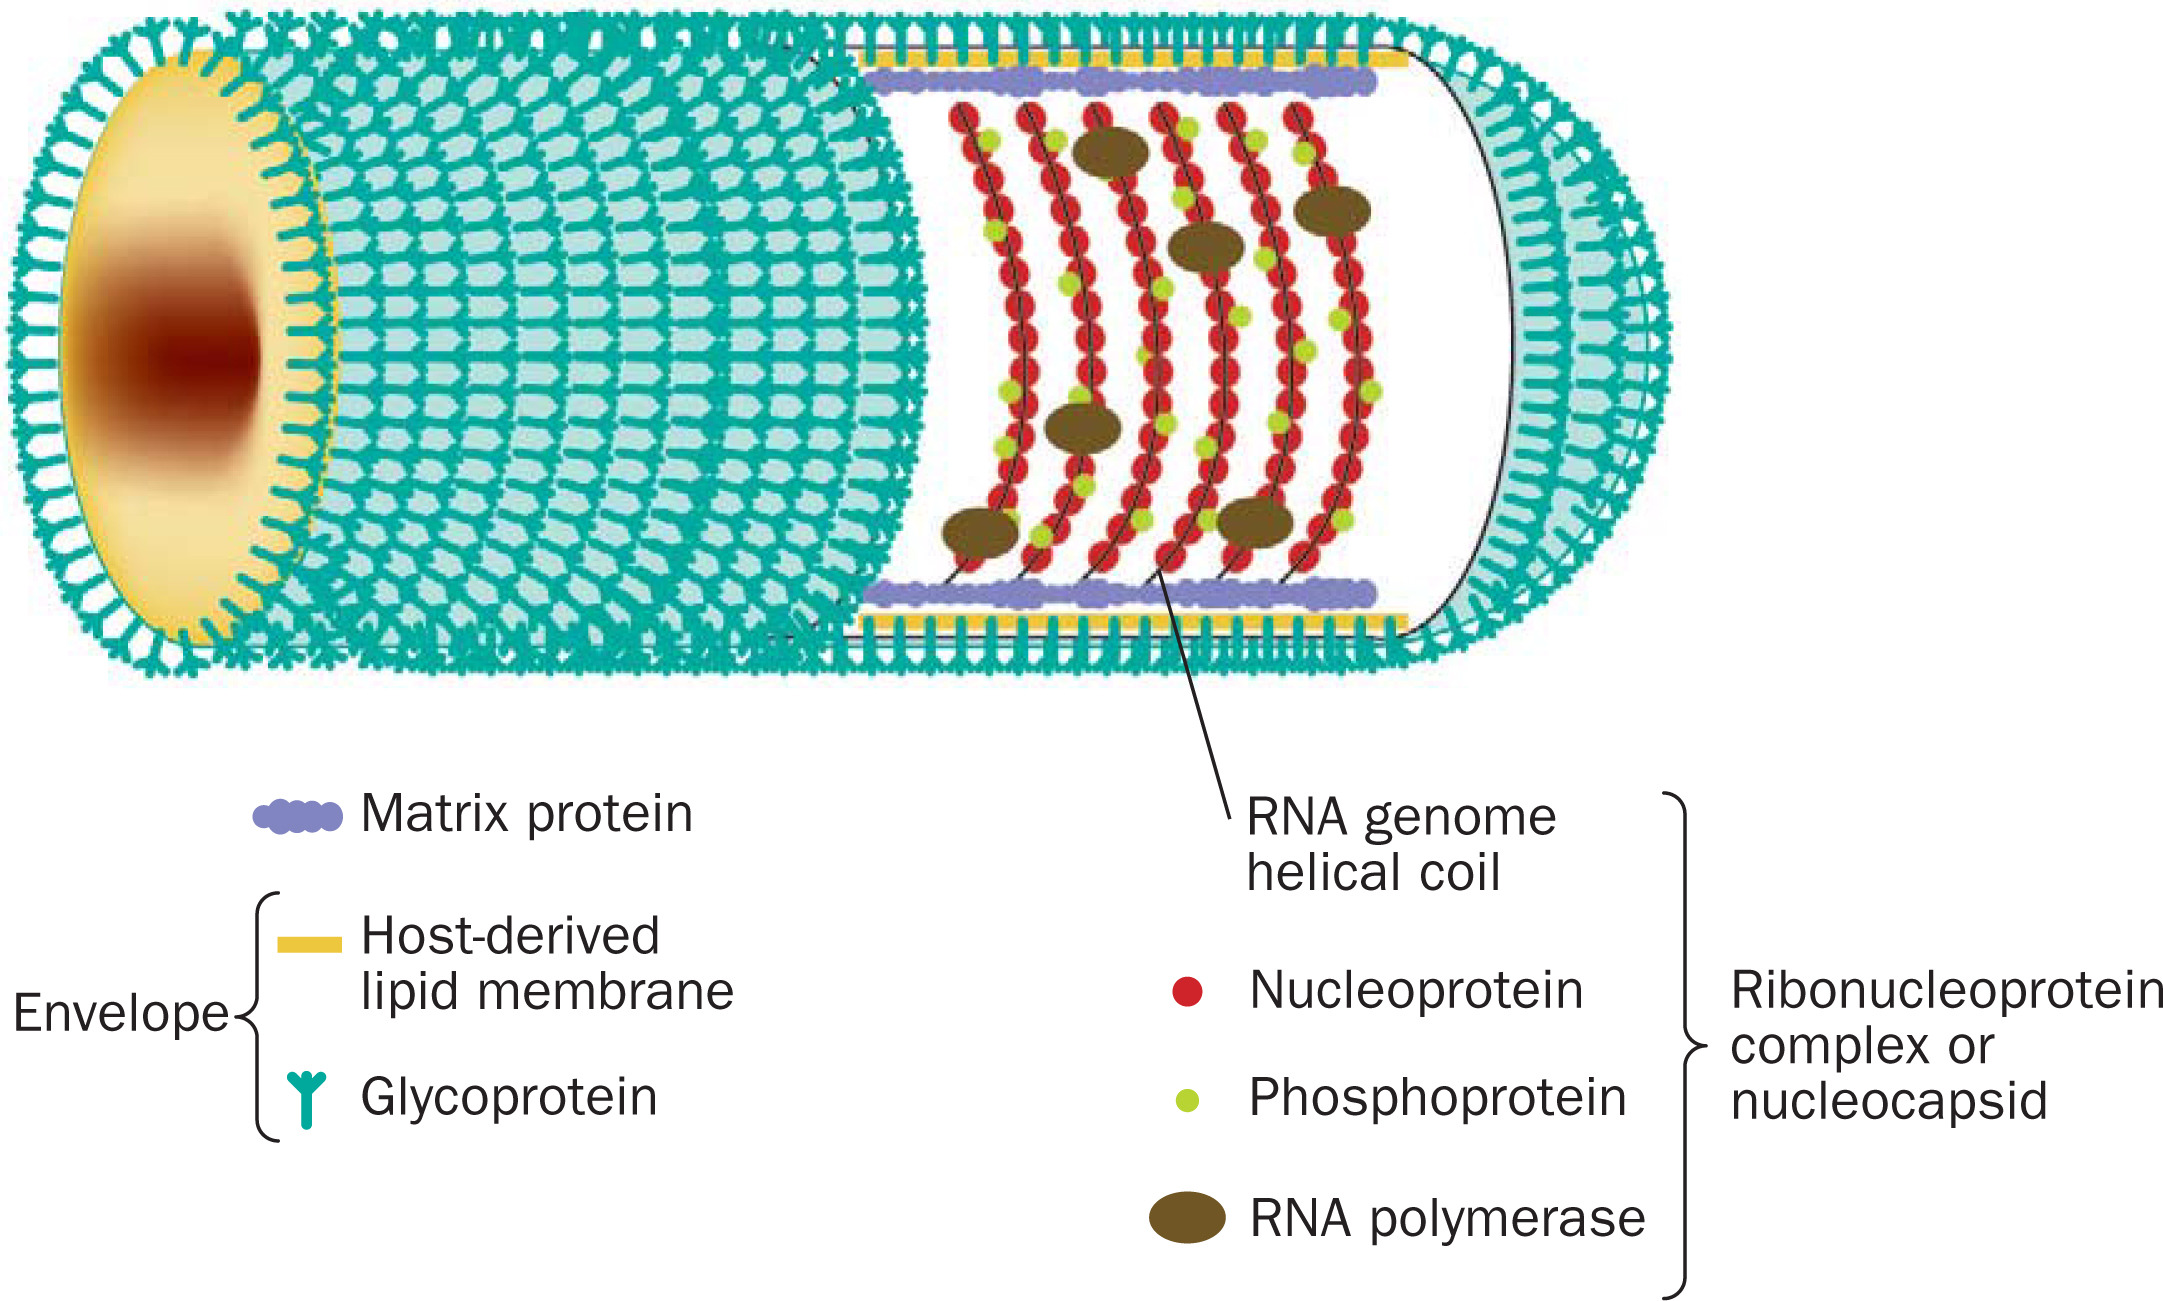 Matrix protein
Host-derived
lipid membrane
Envelope
Glycoprotein
RNA genome
helical coil
Nucleoprotein
Phosphoprotein
RNA polymerase
Ribonucleoprotein
complex or
nucleocapsid